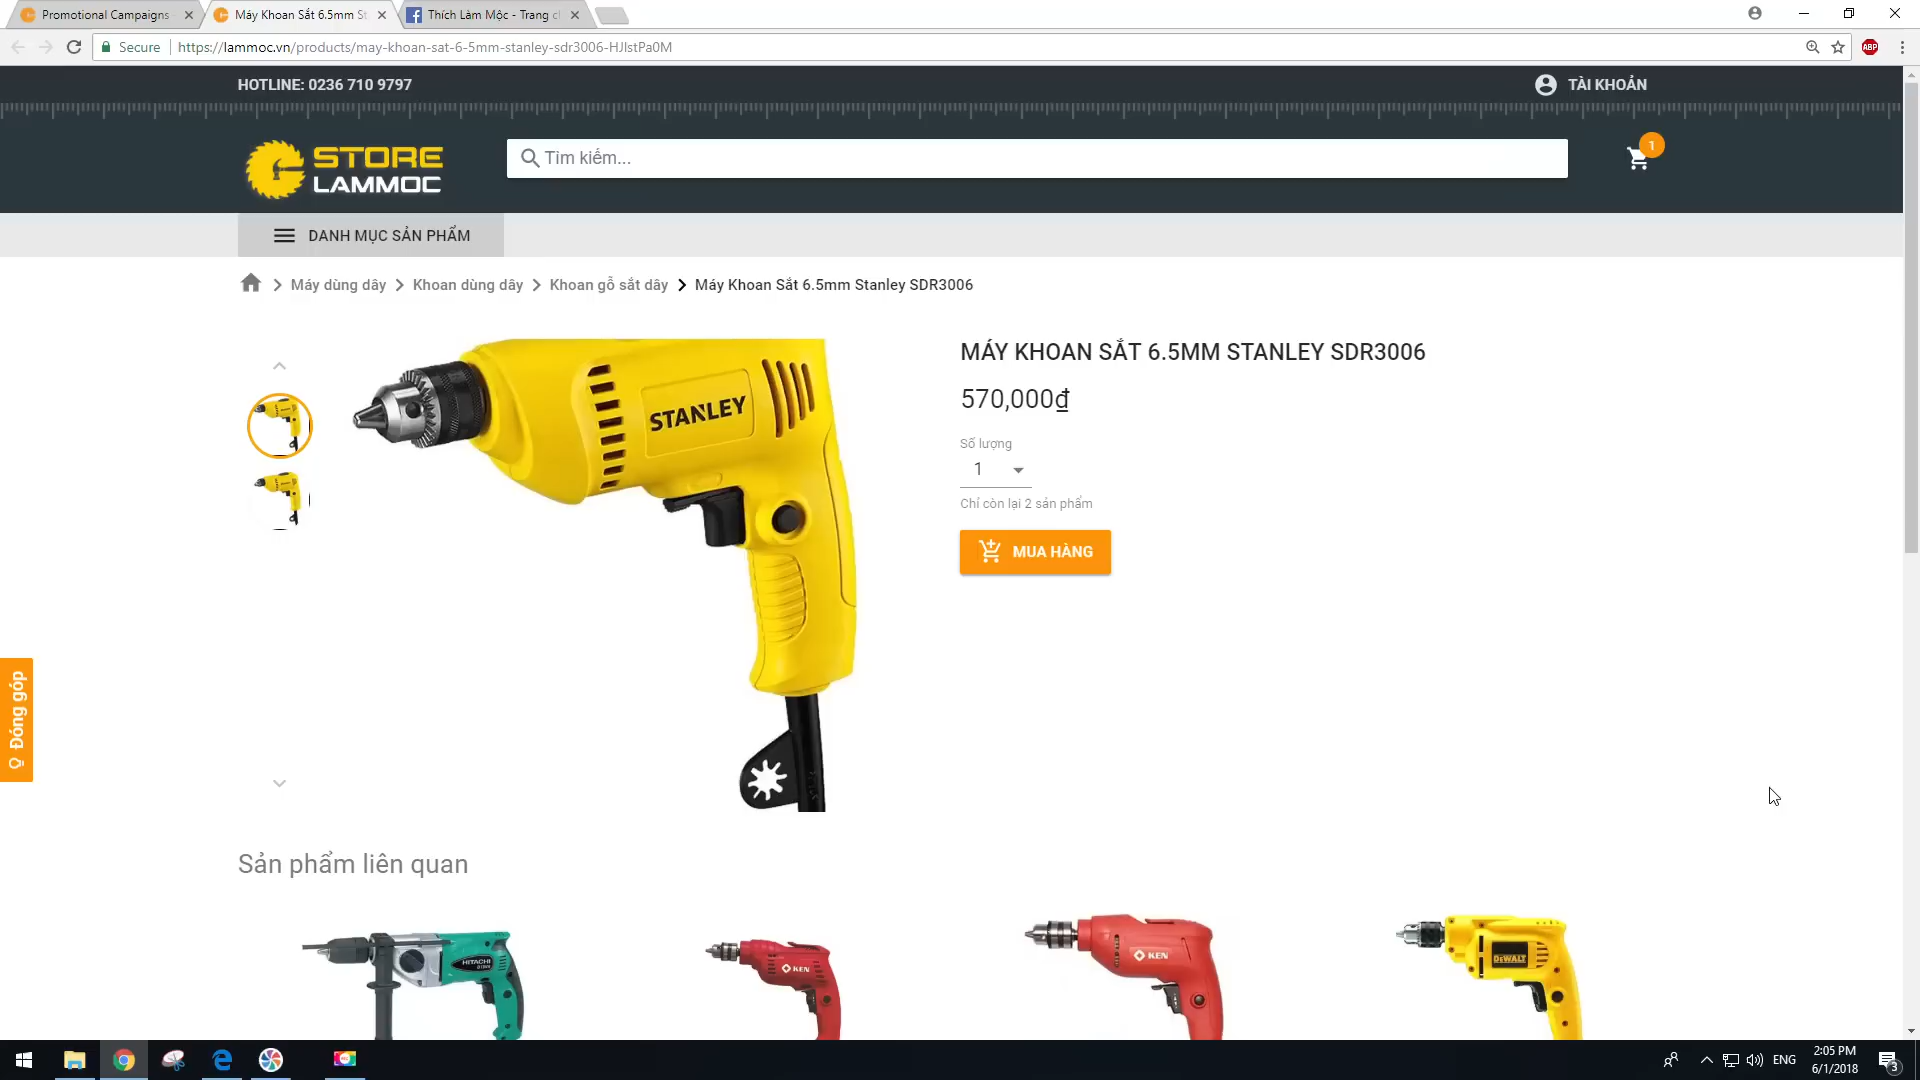 Promotional Campaigns
Máy Khoan Sắt 6.5mm St
Thích Làm Mộc - Trang c
Secure
https://lammoc.vn/products/may-khoan-sat-6-5mm-stanley-sdr3006-HJIstPa0M
ABP
HOTLINE: 0236 710 9797
TÀI KHOẢN
STORE
LAMMOC
Tìm kiếm...
1
DANH MỤC SẢN PHẨM
Máy dùng dây
Khoan dùng dây
Khoan gỗ sắt dây
Máy Khoan Sắt 6.5mm Stanley SDR3006
STANLEY
MÁY KHOAN SẮT 6.5MM STANLEY SDR3006
570,000₫
Số lượng
1
Chỉ còn lại 2 sản phẩm
MUA HÀNG
Đóng góp
Sản phẩm liên quan
HITACHI
KEN
KEN
DEWALT
ENG
2:05 PM
6/1/2018
3